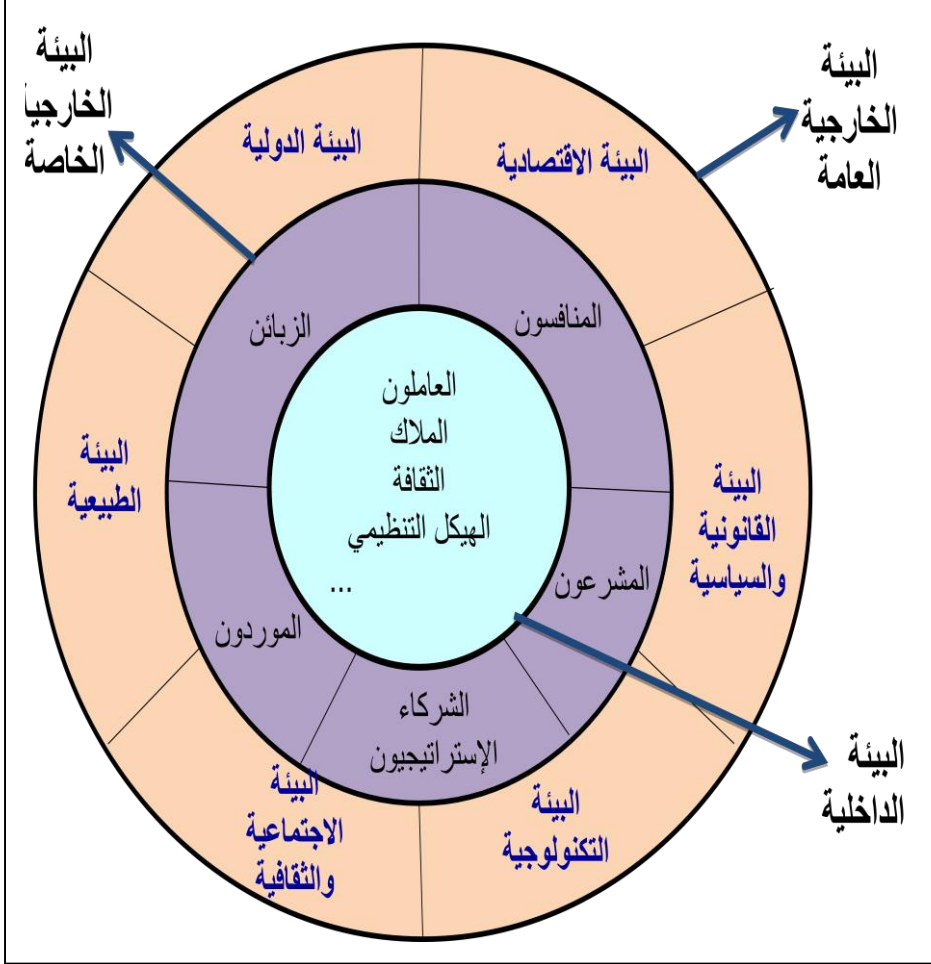 البيئة
الخارجية
العامة
البيئة
الخارجية
الخاصة
البيئة الاقتصادية
البيئة الدولية
المنافسون
الزبائن
العاملون
الملاك
الثقافة
الهيكل التنظيمي
...
البيئة
القانونية
والسياسية
البيئة
الطبيعية
المشرعون
الموردون
الشركاء
الإستراتيجيون
البيئة
الداخلية
البيئة
التكنولوجية
البيئة
الاجتماعية
والثقافية